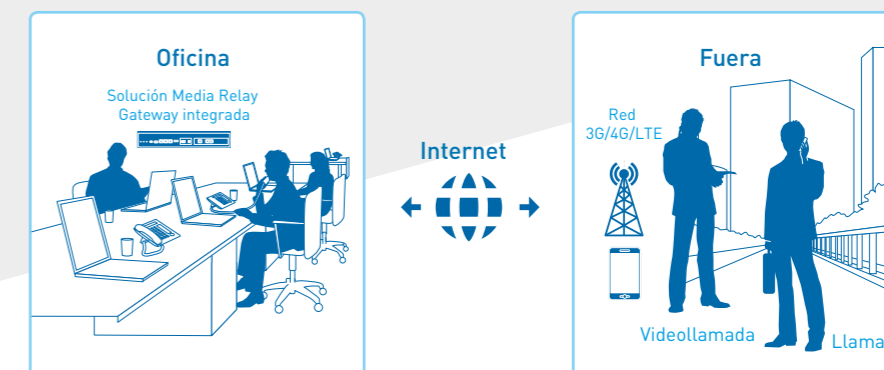 Oficina
Solución Media Relay
Gateway integrada
Internet
Fuera
Red
3G/4G/LTE
Videollamada
Llama